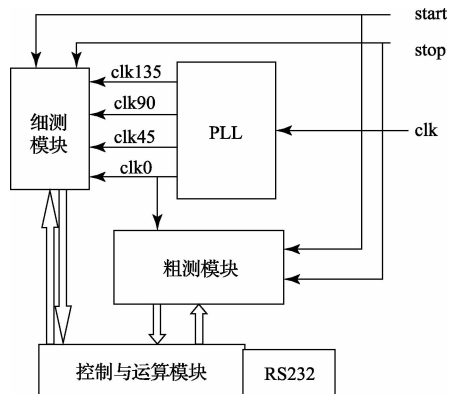 start
stop
clk135
clk90
细测
模块
PLL
clk
clk45
clk0
粗测模块
控制与运算模块
RS232